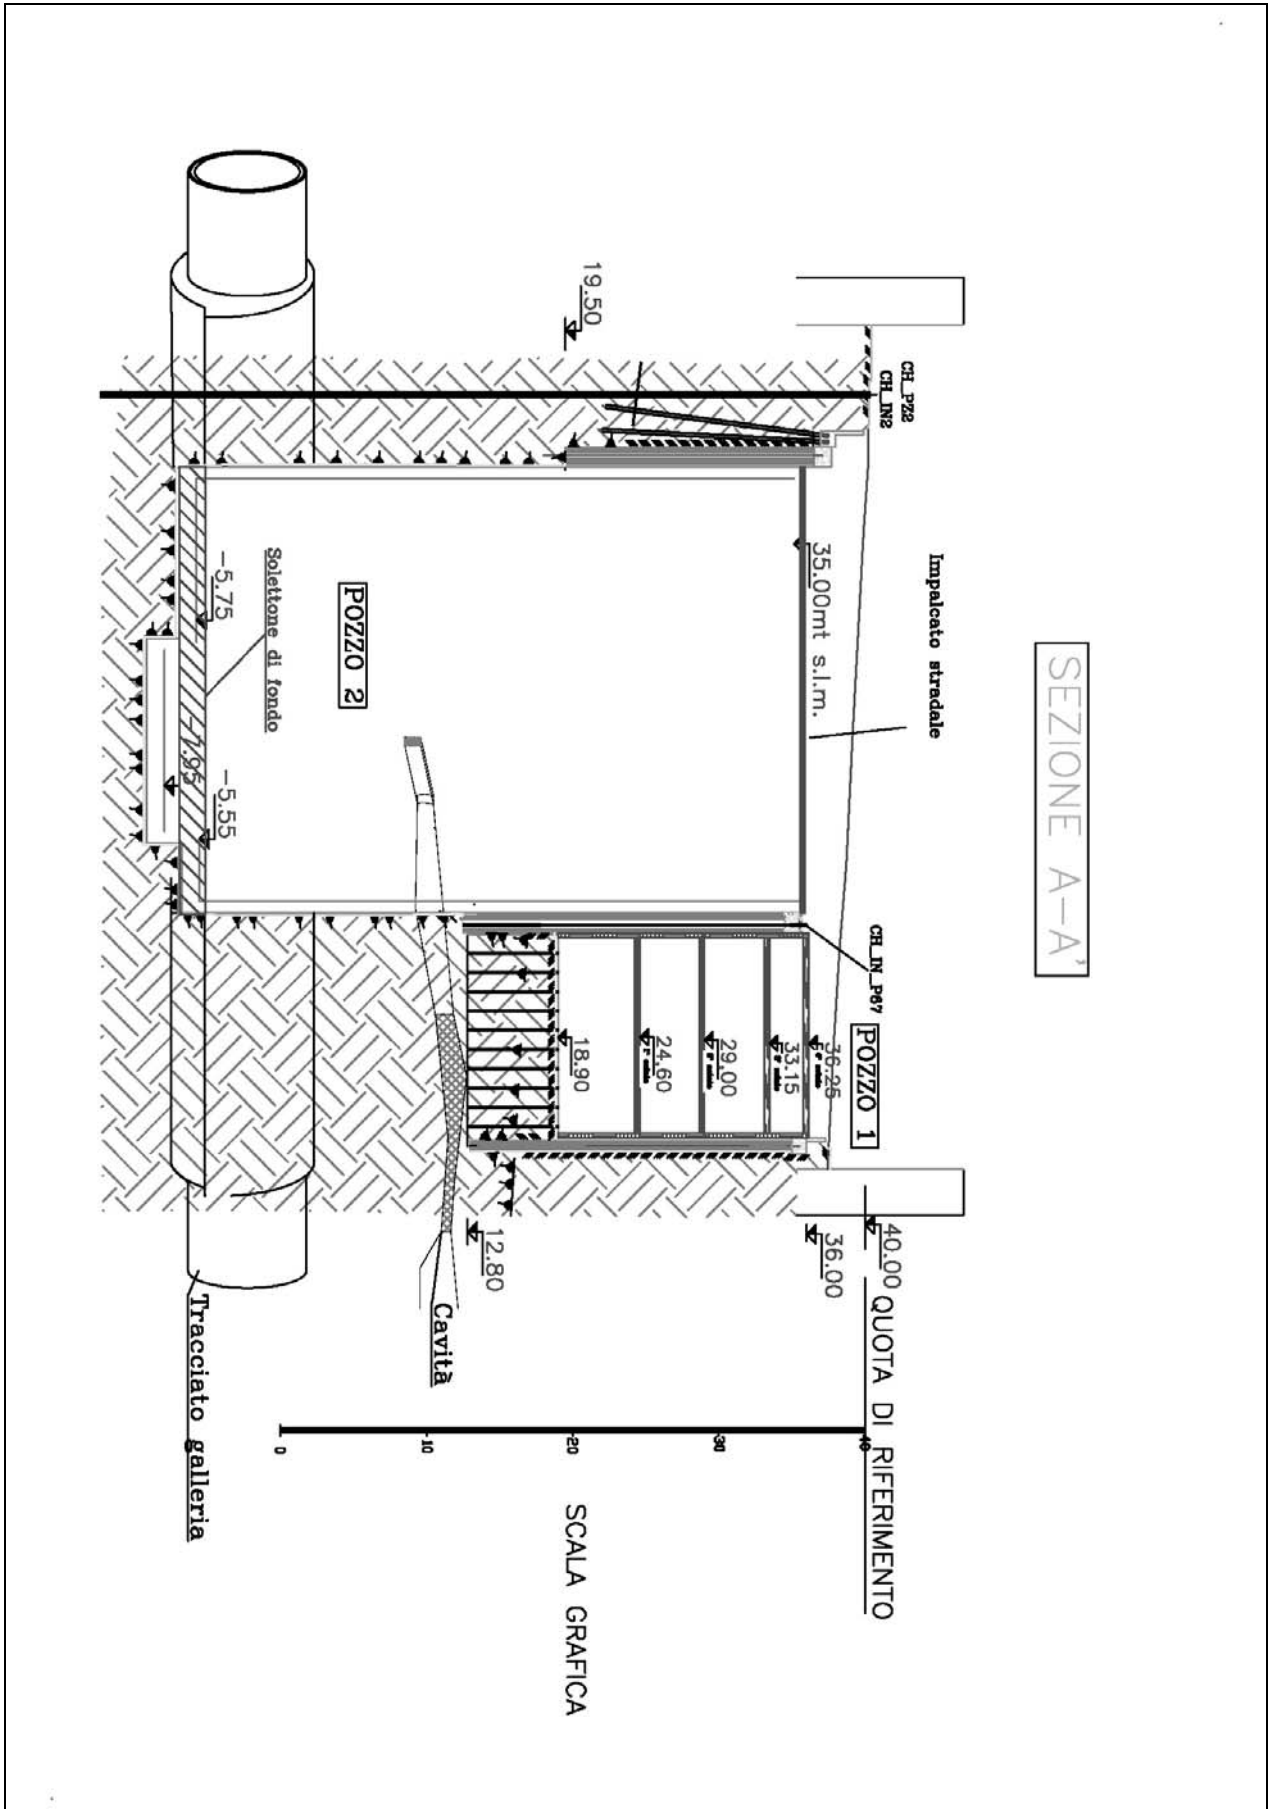 SEZIONE A-A'
Impalcato stradale
CH_PZ2
CH_IN2
CH_IN_P67
POZZO 1
40.00
QUOTA DI RIFERIMENTO
36.25
36.00
35.00mt s.l.m.
33.15
29.00
24.60
19.50
18.90
12.80
POZZO 2
Cavità
Solettone di fondo
-5.75
-5.55
-7.95
Tracciato galleria
40
30
20
10
0
SCALA GRAFICA